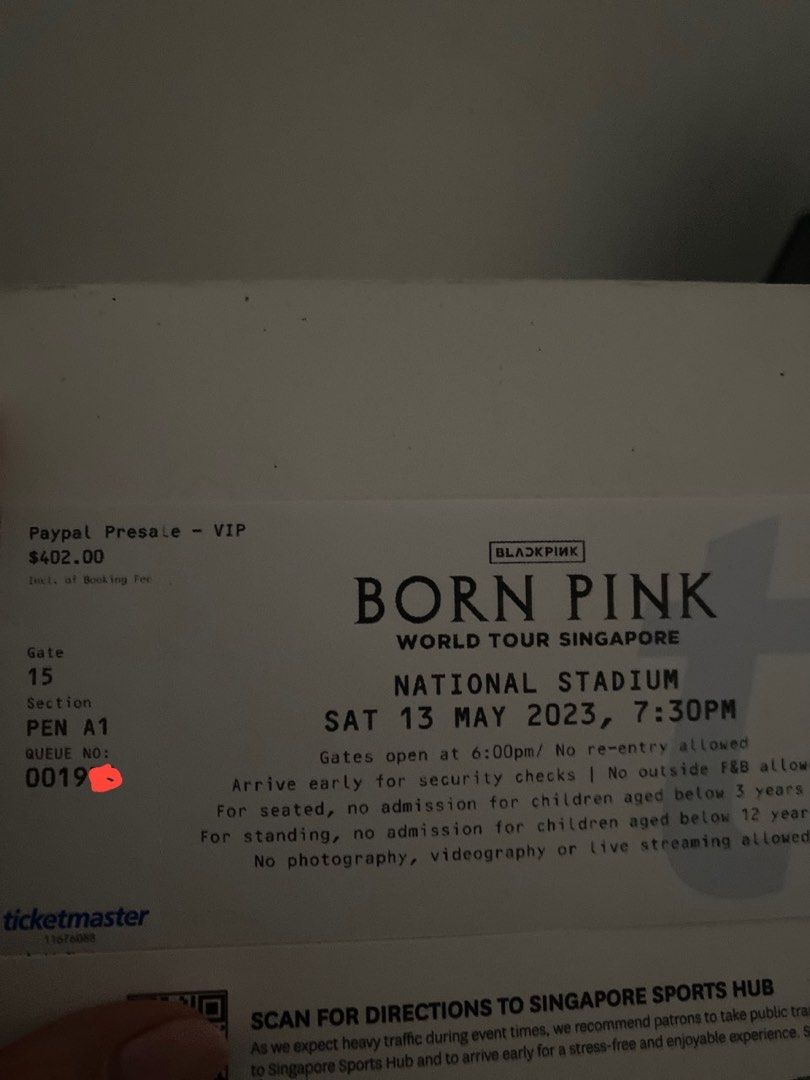 Paypal Presale - VIP
$402.00
Incl. of Booking Fee
Gate
15
Section
PEN A1
QUEUE NO:
0019
ticketmaster
11676088
BLACKPINK
BORN PINK
WORLD TOUR SINGAPORE
NATIONAL STADIUM
SAT 13 MAY 2023, 7:30PM
Gates open at 6:00pm/ No re-entry allowed
Arrive early for security checks | No outside F&B allow
For seated, no admission for children aged below 3 years
For standing, no admission for children aged below 12 year
No photography, videography or live streaming allowed
SCAN FOR DIRECTIONS TO SINGAPORE SPORTS HUB
As we expect heavy traffic during event times, we recommend patrons to take public tra
to Singapore Sports Hub and to arrive early for a stress-free and enjoyable experience. S